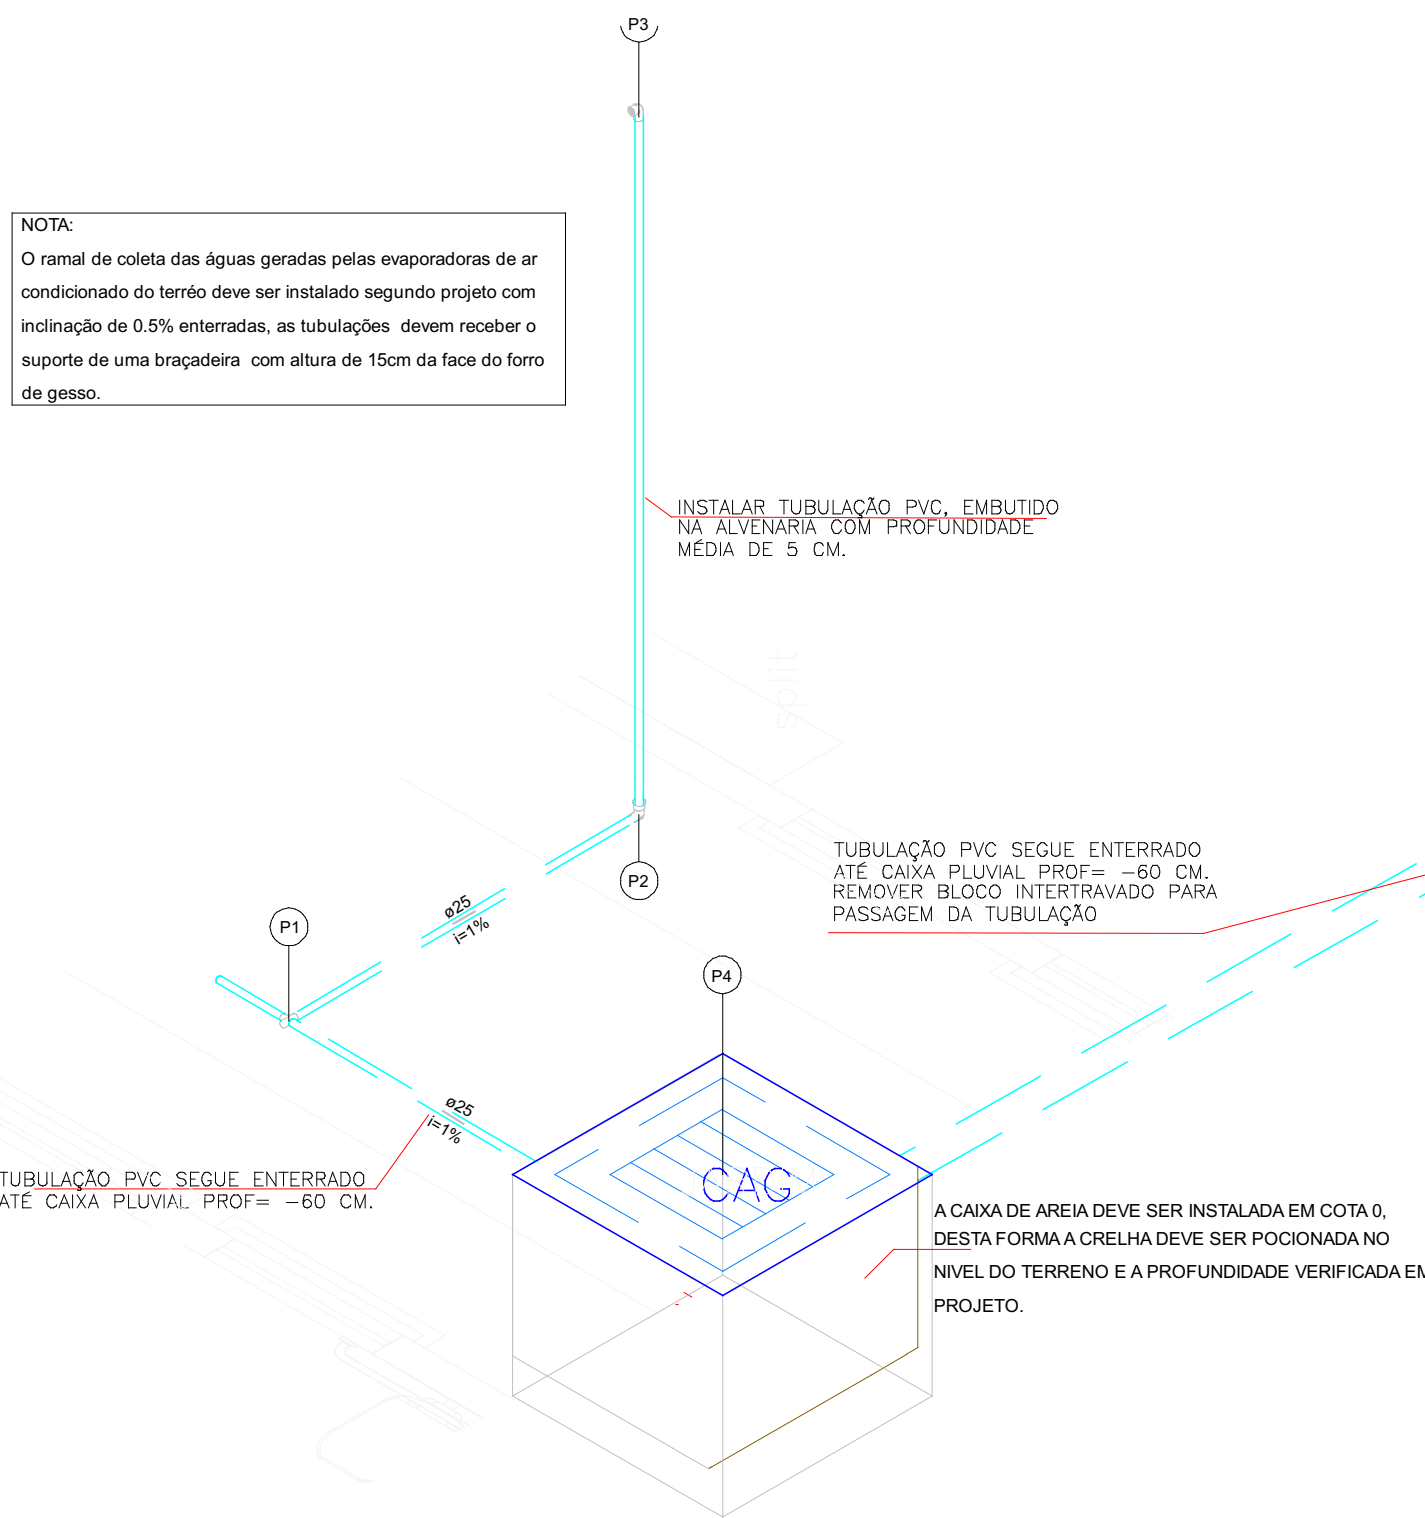 P3
NOTA:
O ramal de coleta das águas geradas pelas evaporadoras de ar
condicionado do terréo deve ser instalado segundo projeto com
inclinação de 0.5% enterradas, as tubulações devem receber o
suporte de uma braçadeira com altura de 15cm da face do forro
de gesso.
INSTALAR TUBULAÇÃO PVC, EMBUTIDO
NA ALVENARIA COM PROFUNDIDADE
MÉDIA DE 5 CM.
split
TUBULAÇÃO PVC SEGUE ENTERRADO
ATÉ CAIXA PLUVIAL PROF= -60 CM.
REMOVER BLOCO INTERTRAVADO PARA
PASSAGEM DA TUBULAÇÃO
P2
ø25
i=1%
P1
P4
ø25
i=1%
TUBULAÇÃO PVC SEGUE ENTERRADO
ATÉ CAIXA PLUVIAL PROF= -60 CM.
CAG
A CAIXA DE AREIA DEVE SER INSTALADA EM COTA 0,
DESTA FORMA A CRELHA DEVE SER POCIONADA NO
NIVEL DO TERRENO E A PROFUNDIDADE VERIFICADA EM
PROJETO.